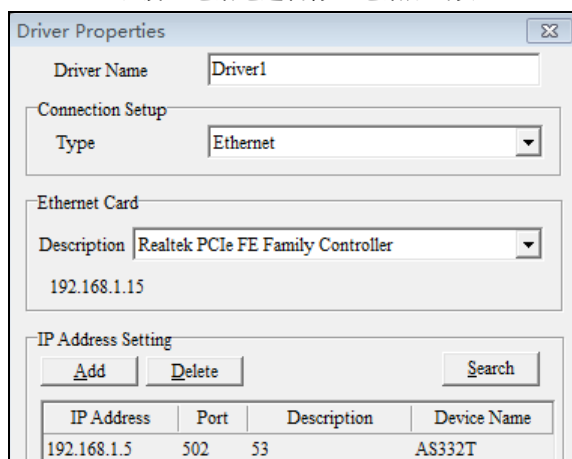 Driver Properties
Driver Name Driver1
Connection Setup
Type Ethernet
Ethernet Card
Description Realtek PCIe FE Family Controller
192.168.1.15
IP Address Setting
Add Delete Search
IP Address Port Description Device Name
192.168.1.5 502 53 AS332T